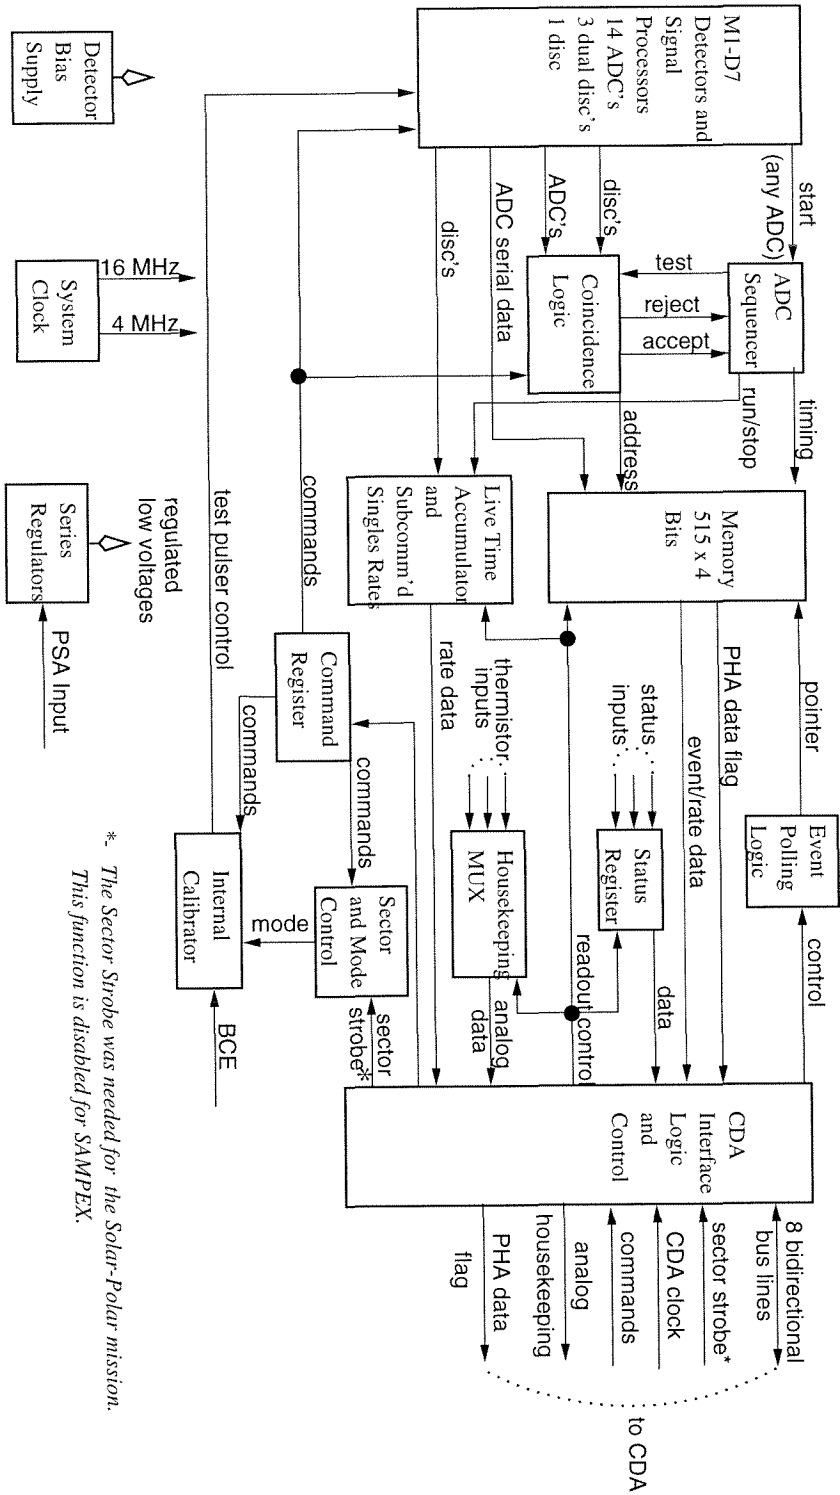 M1-D7
Detectors and
Signal
Processors
14 ADC's
3 dual disc's
1 disc
start
(any ADC)
disc's
ADC's
ADC serial data
disc's
ADC
Sequencer
test
reject
accept
Coincidence
Logic
timing
run/stop
address
Memory
515 x 4
Bits
Live Time
Accumulator
and
Subcomm'd
Singles Rates
pointer
PHA data flag
event/rate data
Event
Polling
Logic
control
status
inputs
Status
Register
data
thermistor
inputs
Housekeeping
MUX
analog
data
readout control
rate data
CDA
Interface
Logic
and
Control
8 bidirectional
bus lines
sector strobe*
CDA clock
commands
analog
housekeeping
PHA data
flag
to CDA
commands
Command
Register
commands
commands
Sector
and Mode
Control
sector
strobe*
mode
Internal
Calibrator
BCE
test pulser control
Detector
Bias
Supply
16 MHz
4 MHz
System
Clock
regulated
low voltages
Series
Regulators
PSA Input
*. The Sector Strobe was needed for the Solar-Polar mission.
This function is disabled for SAMPEX.